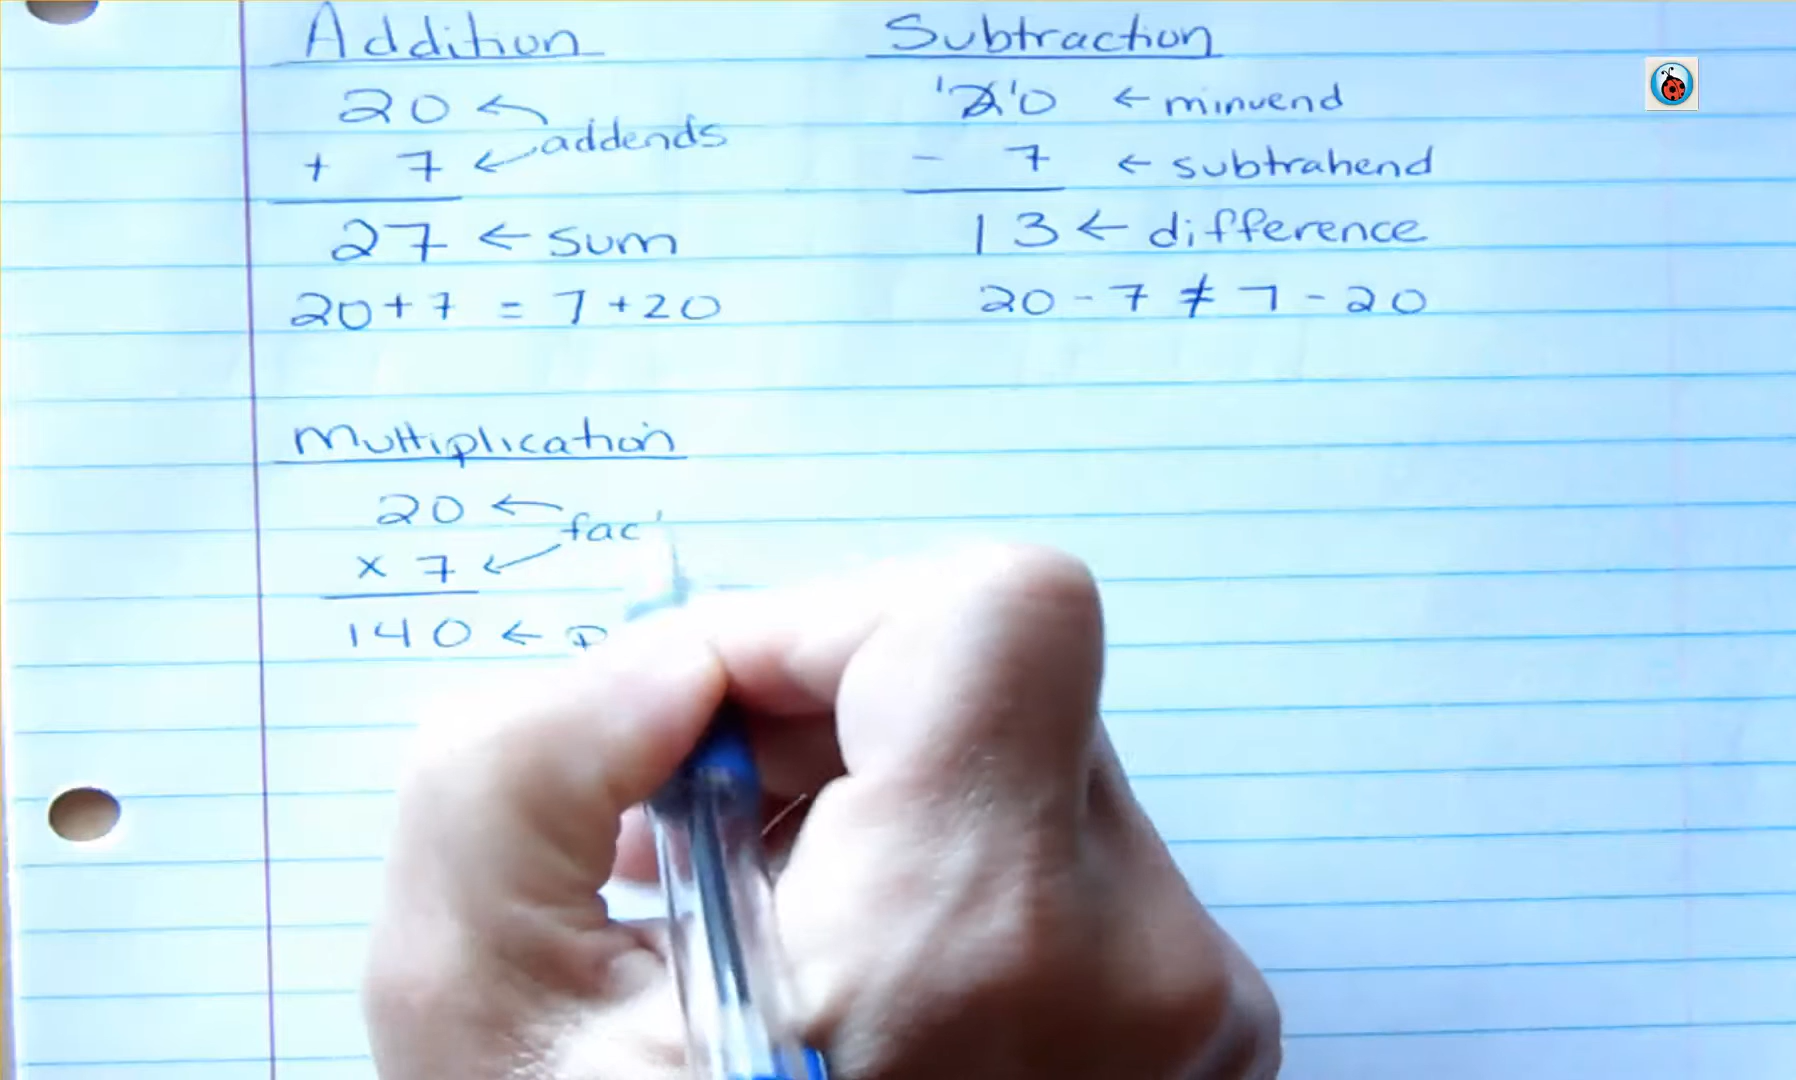 Addition
20 ←
+ 7 ← addends
27 ← sum
20 + 7 = 7 + 20
Subtraction
'2'0 ← minuend
- 7 ← subtrahend
13 ← difference
20 - 7 ≠ 7 - 20
Multiplication
20 ←
x 7 ← fac
140 ← p